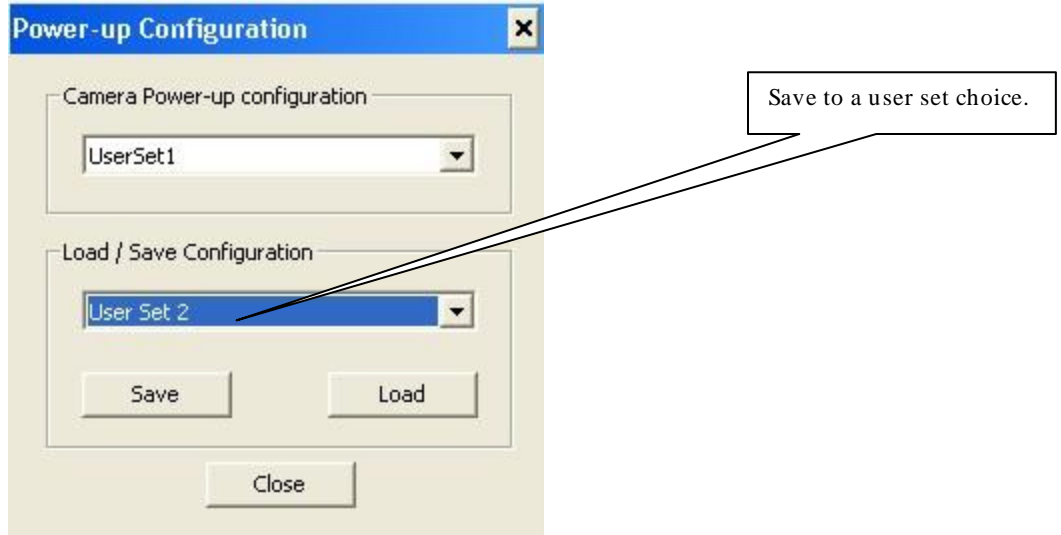 Power-up Configuration
Camera Power-up configuration
Save to a user set choice.
UserSet1
Load / Save Configuration
User Set 2
Save Load
Close